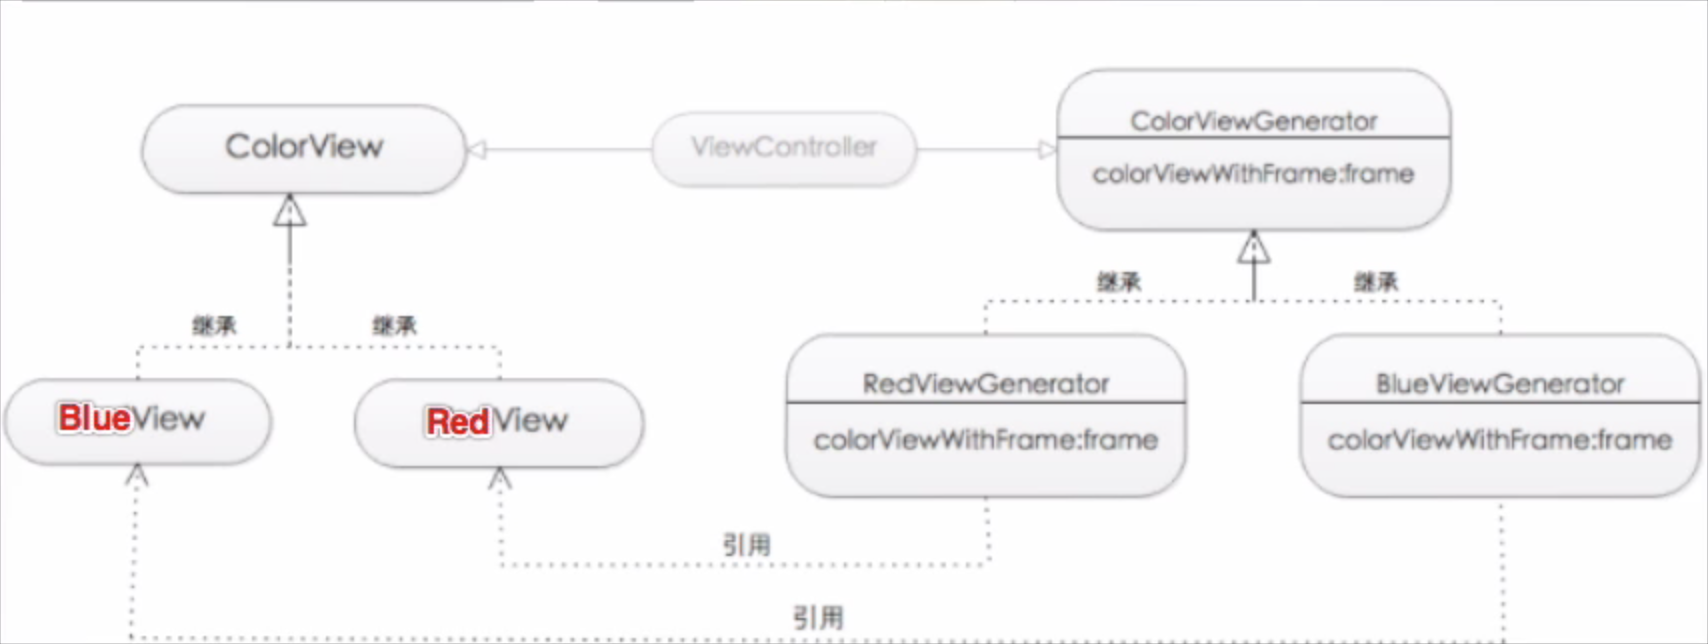 ColorViewGenerator
ColorView
ViewController
colorViewWithFrame:frame
继承
继承
继承
继承
BlueView
RedView
RedViewGenerator
BlueViewGenerator
colorViewWithFrame:frame
colorViewWithFrame:frame
引用
引用